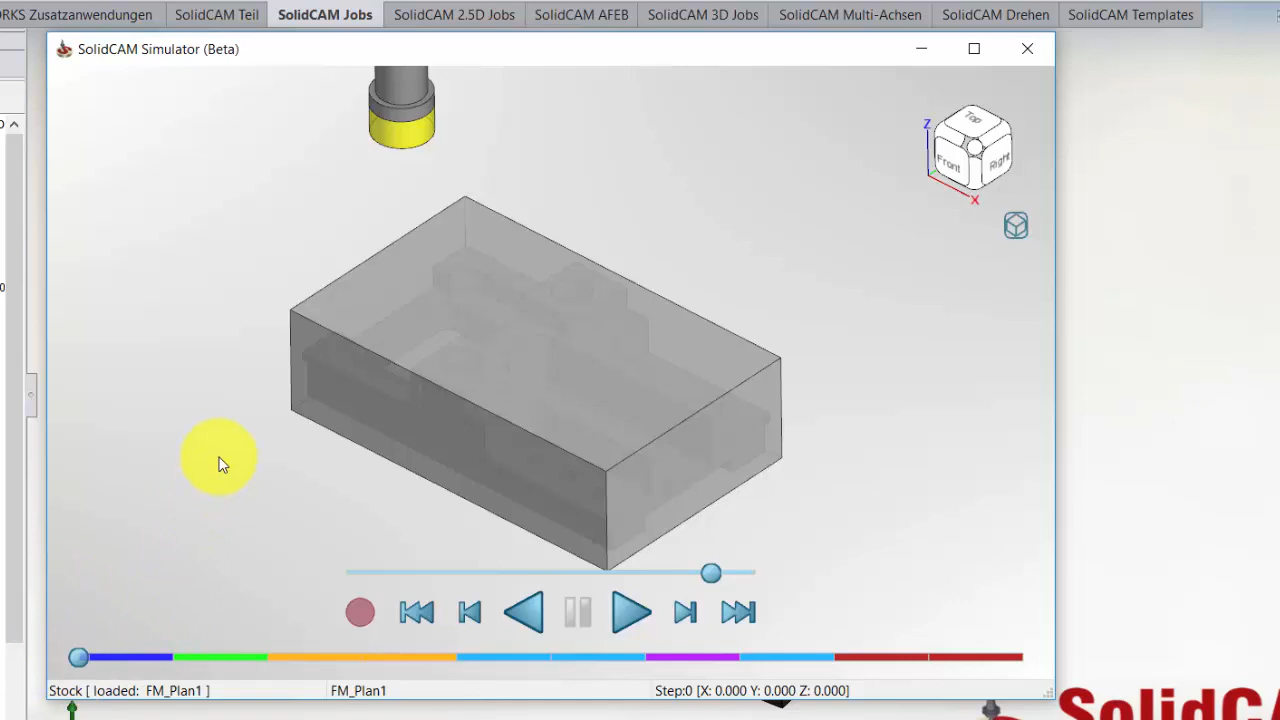 RKS Zusatzanwendungen SolidCAM Teil SolidCAM Jobs SolidCAM 2.5D Jobs SolidCAM AFEB SolidCAM 3D Jobs SolidCAM Multi-Achsen SolidCAM Drehen SolidCAM Templates
SolidCAM Simulator (Beta)
Top
Z
Front
Right
X
Stock [ loaded: FM_Plan1 ] FM_Plan1 Step:0 [X: 0.000 Y: 0.000 Z: 0.000]
SolidCA